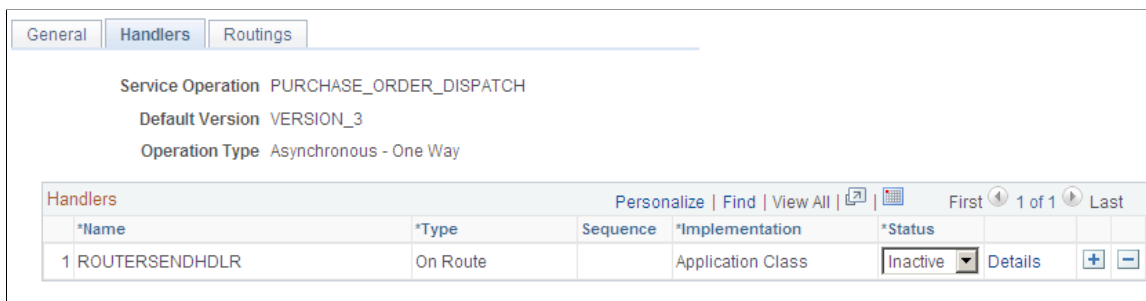 General Handlers Routings
Service Operation PURCHASE_ORDER_DISPATCH
Default Version VERSION_3
Operation Type Asynchronous - One Way
Handlers Personalize | Find | View All | | First 1 of 1 Last
*Name *Type Sequence *Implementation *Status
1 ROUTERSENDHDLR On Route Application Class Inactive Details